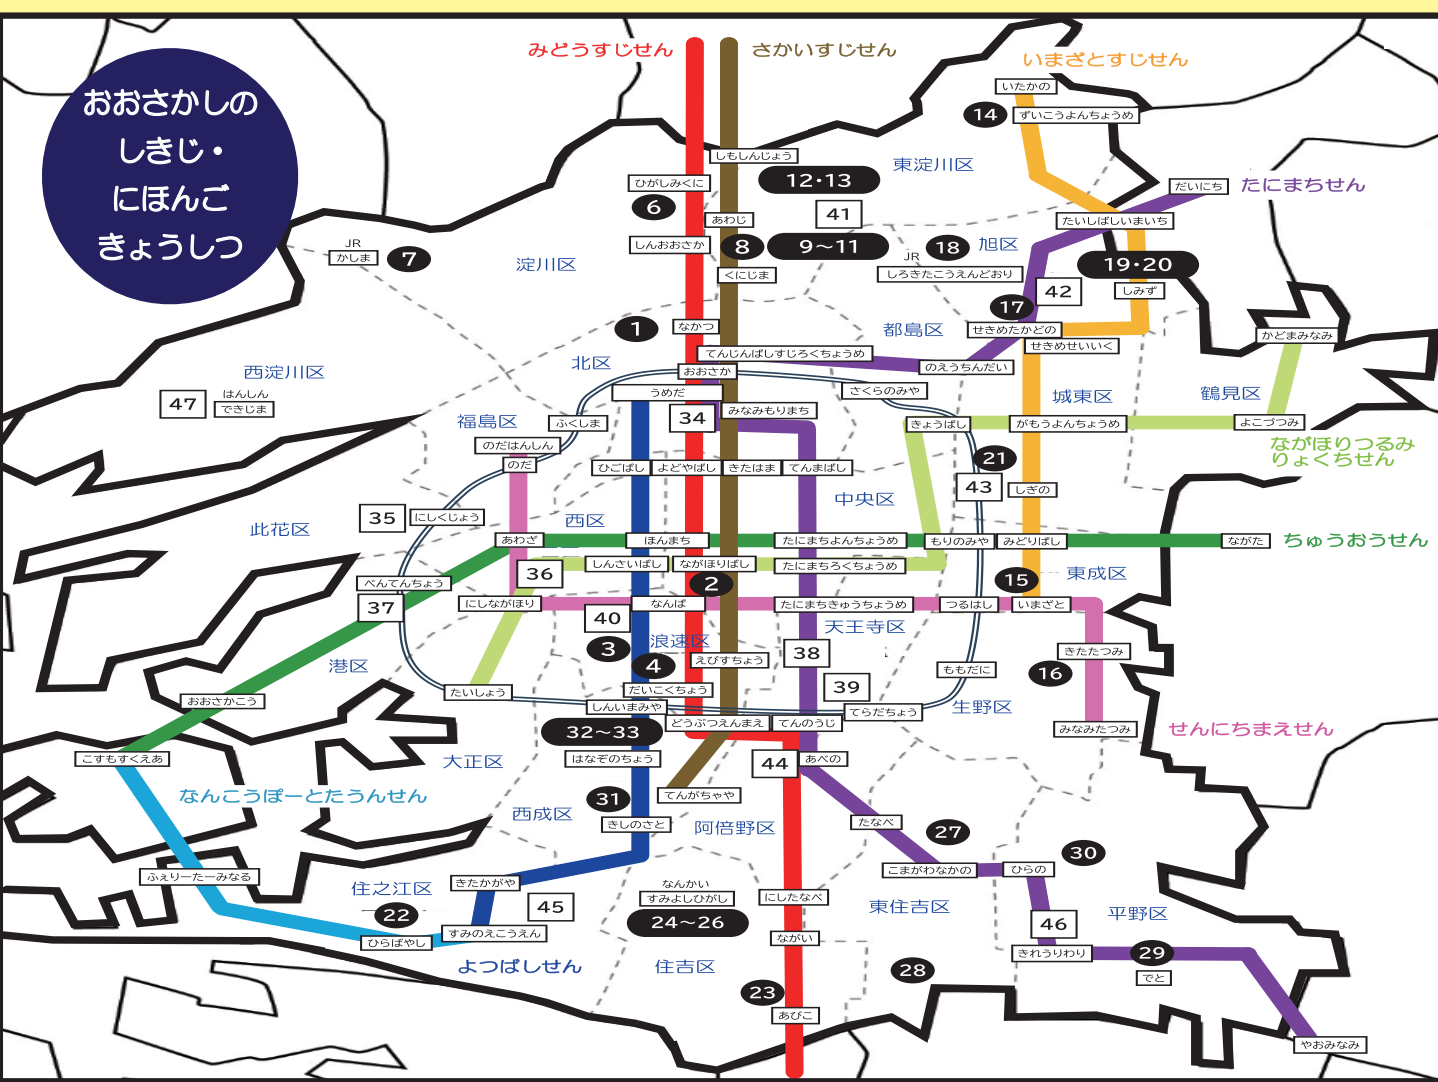 おおさかしの
しきじ・
にほんご
きょうしつ
みどうすじせん
さかいすじせん
いまざとすじせん
いたかの
14
ずいこうよんちょうめ
しもしんじょう
東淀川区
ひがしみくに
12・13
だいにち
たにまちせん
6
あわじ
41
たいしばしいまいち
JR
かしま
7
しんおおさか
8
9～11
18
旭区
淀川区
JR
しろきたこうえんどおり
19・20
くにじま
42
しみず
17
1
なかつ
都島区
せきめたかどの
かどまみなみ
せきめせいいく
てんじんばしすじろくちょうめ
北区
のえうちんだい
西淀川区
おおさか
47
はんしん
できじま
うめだ
さくらのみや
城東区
鶴見区
34
みなみもりまち
福島区
ふくしま
きょうばし
がもうよんちょうめ
よこづつみ
のだはんしん
のだ
ながほりつるみ
りょくちせん
ひごばし
よどやばし
きたはま
てんまばし
21
43
しぎの
中央区
35
にしくじょう
此花区
西区
あわざ
ほんまち
たにまちよんちょうめ
もりのみや
みどりばし
ながた
ちゅうおうせん
しんさいばし
ながほりばし
たにまちろくちょうめ
36
べんてんちょう
2
15
東成区
37
にしながほり
なんば
たにまちきゅうちょうめ
つるはし
いまざと
40
天王寺区
3
浪速区
38
きたたつみ
港区
4
えびすちょう
ももだに
16
たいしょう
だいこくちょう
39
おおさかこう
しんいまみや
てらだちょう
生野区
32～33
どうぶつえんまえ
てんのうじ
みなみたつみ
せんにちまえせん
こすもすくえあ
大正区
はなぞのちょう
44
あべの
なんこうぽーとたうんせん
31
てんがちゃや
西成区
きしのさと
阿倍野区
たなべ
27
30
ふぇりーたーみなる
住之江区
きたかがや
なんかい
すみよしひがし
にしたなべ
こまがわなかの
ひらの
22
45
24～26
東住吉区
平野区
46
ひらばやし
すみのえこうえん
ながい
きれうりわり
29
よつばしせん
住吉区
28
でと
23
あびこ
やおみなみ